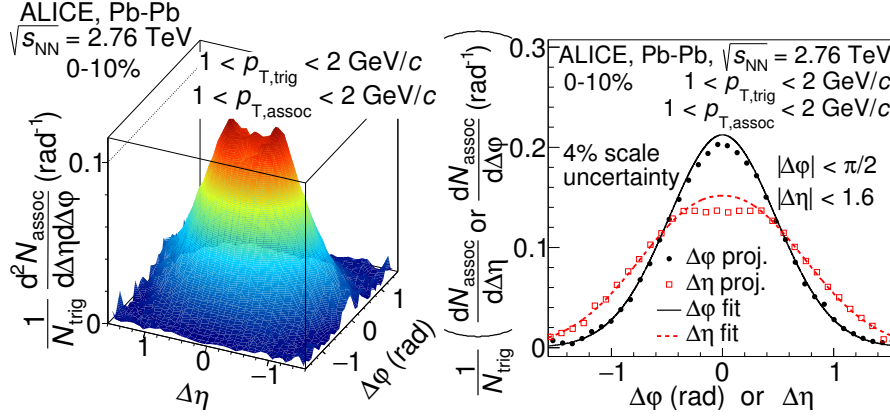 ALICE, Pb-Pb
√sNN = 2.76 TeV
0-10%
1 < pT,trig < 2 GeV/c
1 < pT,assoc < 2 GeV/c
1/Ntrig d²Nassoc/dΔηdΔφ (rad⁻¹)
0.1
0
1
0
−1
Δη
−1
0
1
Δφ (rad)
ALICE, Pb-Pb, √sNN = 2.76 TeV
0-10%
1 < pT,trig < 2 GeV/c
1 < pT,assoc < 2 GeV/c
4% scale
uncertainty
|Δφ| < π/2
|Δη| < 1.6
Δφ proj.
Δη proj.
Δφ fit
Δη fit
1/Ntrig (dNassoc/dΔη or dNassoc/dΔφ (rad⁻¹))
0.3
0.2
0.1
0
−1
0
1
Δφ (rad) or Δη